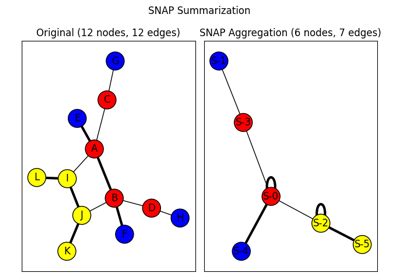 SNAP Summarization
Original (12 nodes, 12 edges)
SNAP Aggregation (6 nodes, 7 edges)
G
C
E
A
L
I
B
D
J
H
K
S-3
S-0
S-2
S-5
S-4
S-1